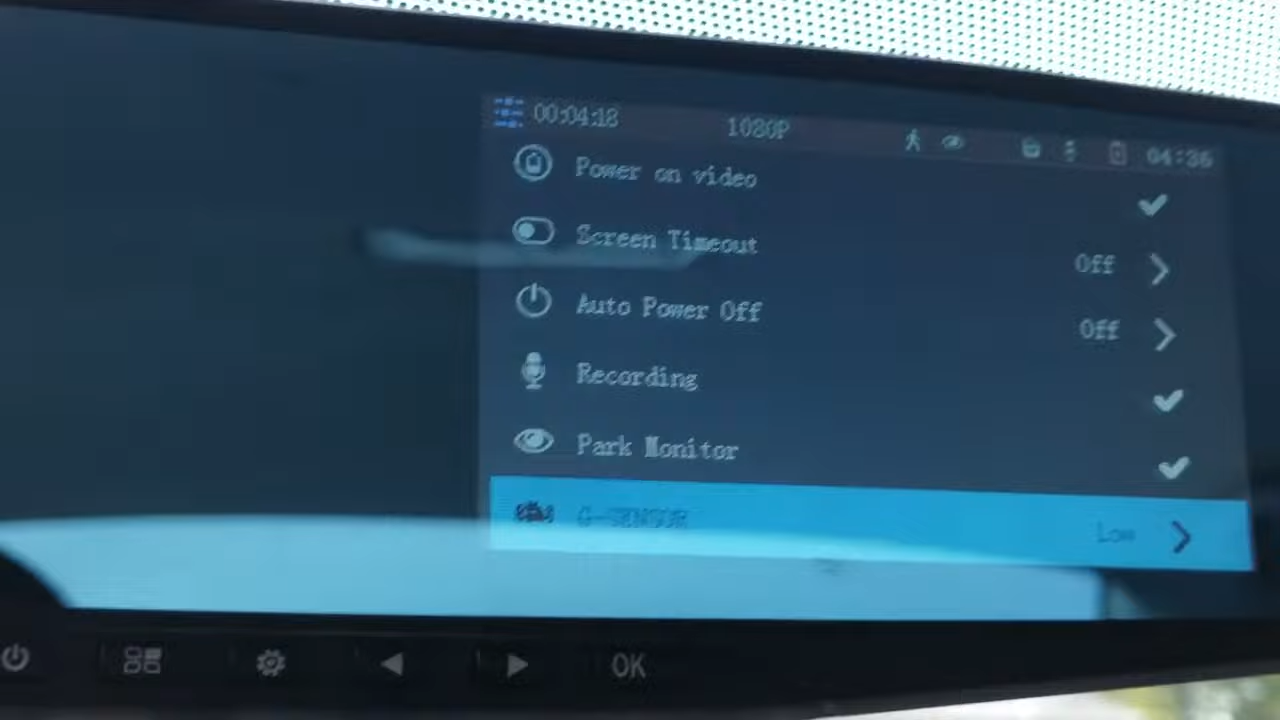 00:04:18 1080P 04:36
Power on video
Screen Timeout Off
Auto Power Off Off
Recording
Park Monitor
G-SENSOR Low
OK